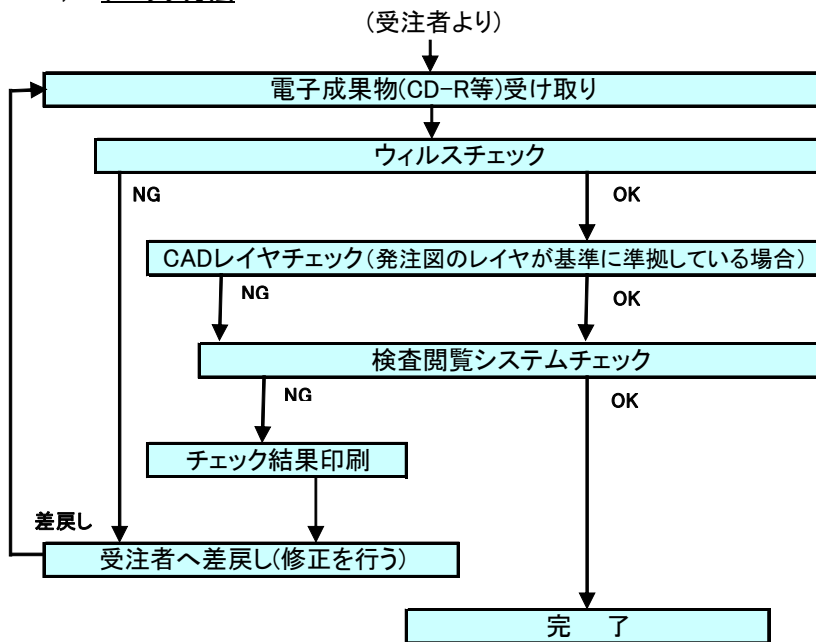 (受注者より)
電子成果物(CD-R等)受け取り
ウィルスチェック
NG
OK
CADレイヤチェック(発注図のレイヤが基準に準拠している場合)
NG
OK
検査閲覧システムチェック
NG
OK
チェック結果印刷
差戻し
受注者へ差戻し(修正を行う)
完 了